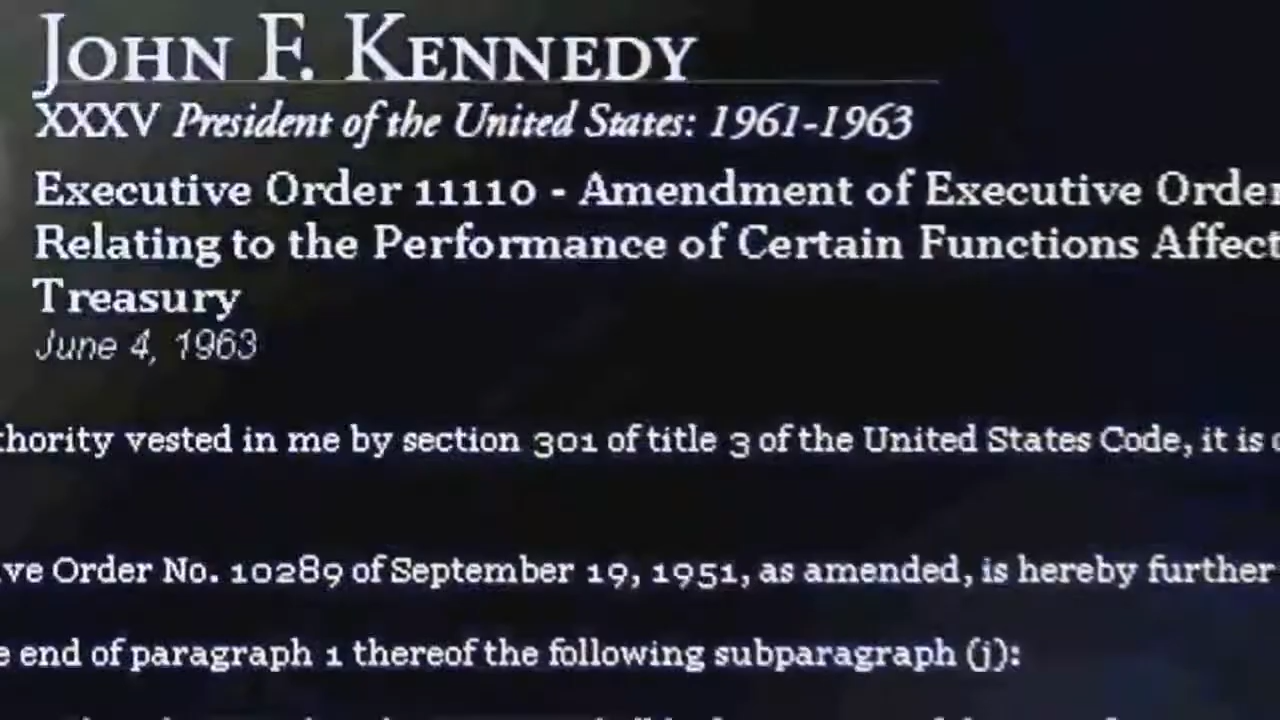 John F. Kennedy
XXXV President of the United States: 1961-1963
Executive Order 11110 - Amendment of Executive Order
Relating to the Performance of Certain Functions Affect
Treasury
June 4, 1963
thority vested in me by section 301 of title 3 of the United States Code, it is
ve Order No. 10289 of September 19, 1951, as amended, is hereby further
e end of paragraph 1 thereof the following subparagraph (j):